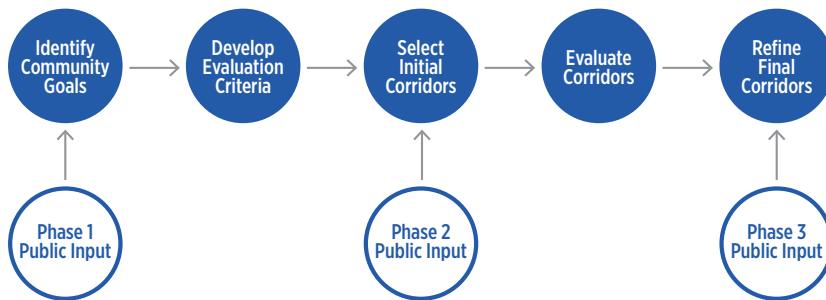 Identify
Community
Goals
Develop
Evaluation
Criteria
Select
Initial
Corridors
Evaluate
Corridors
Refine
Final
Corridors
Phase 1
Public Input
Phase 2
Public Input
Phase 3
Public Input